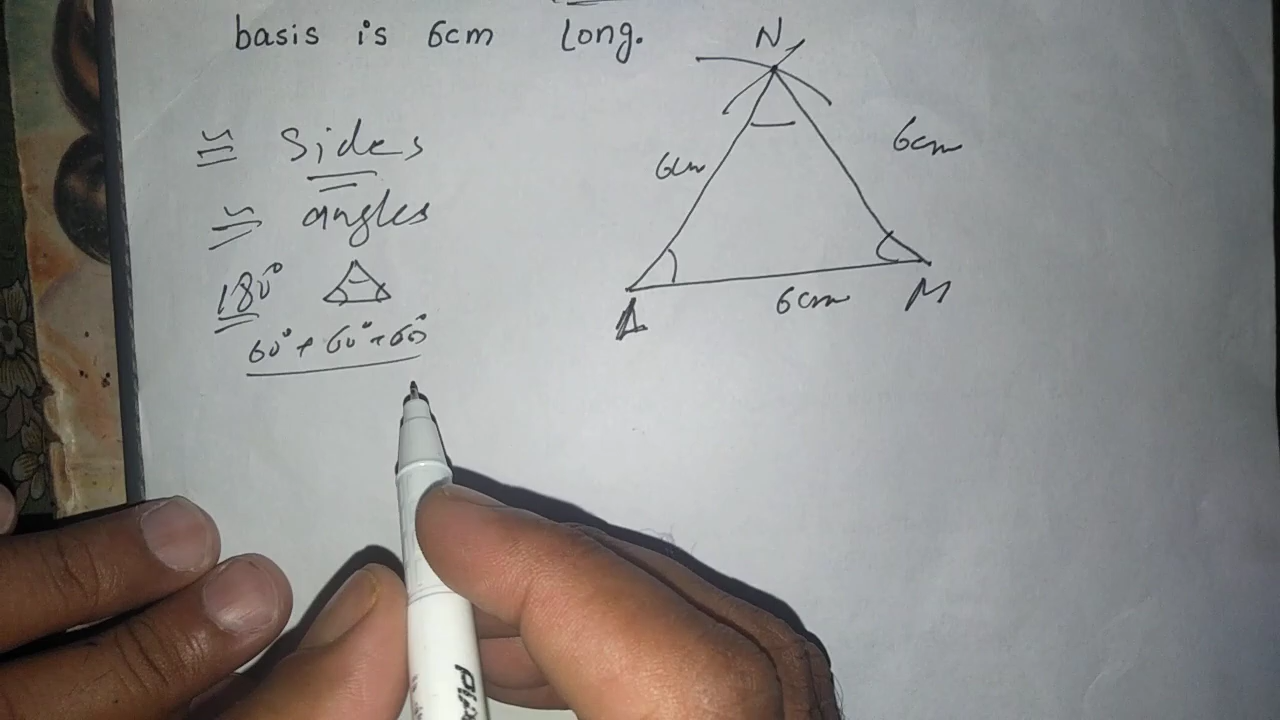 basis is 6cm long.
N
≅ Sides
6cm
6cm
≅ angles
180°
6cm
M
A
60° + 60° + 60°